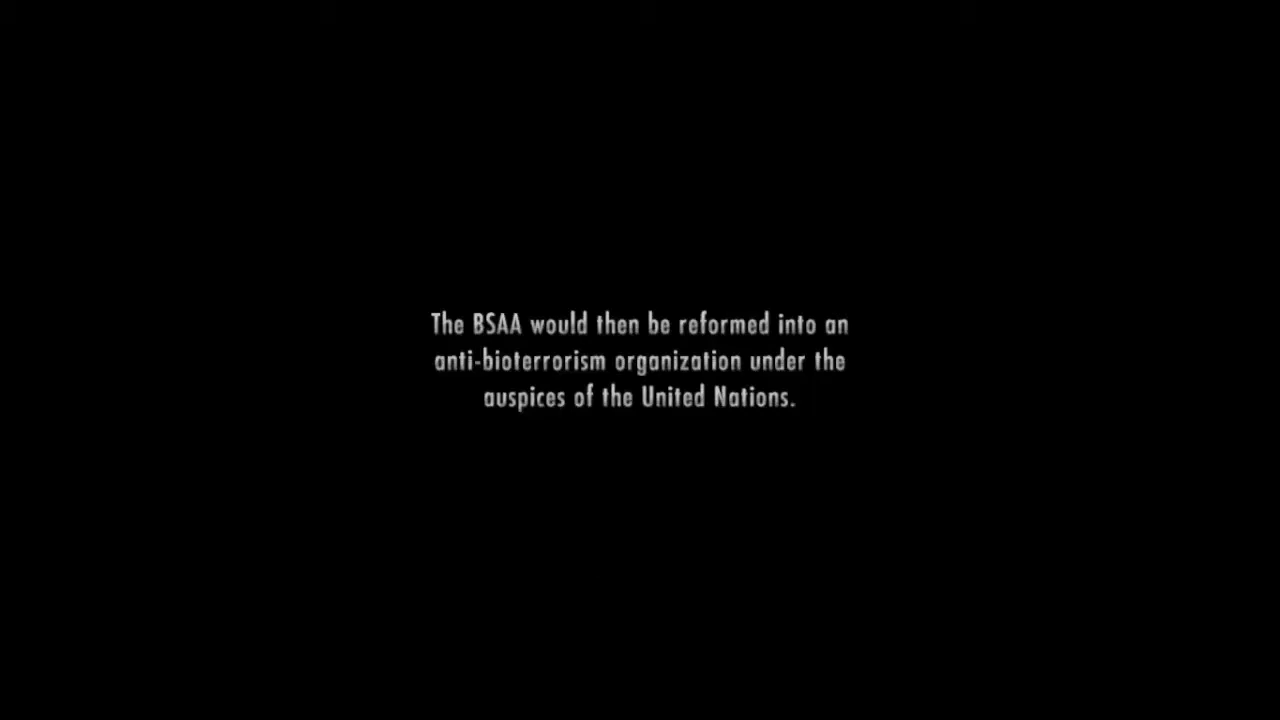 The BSAA would then be reformed into an
anti-bioterrorism organization under the
auspices of the United Nations.